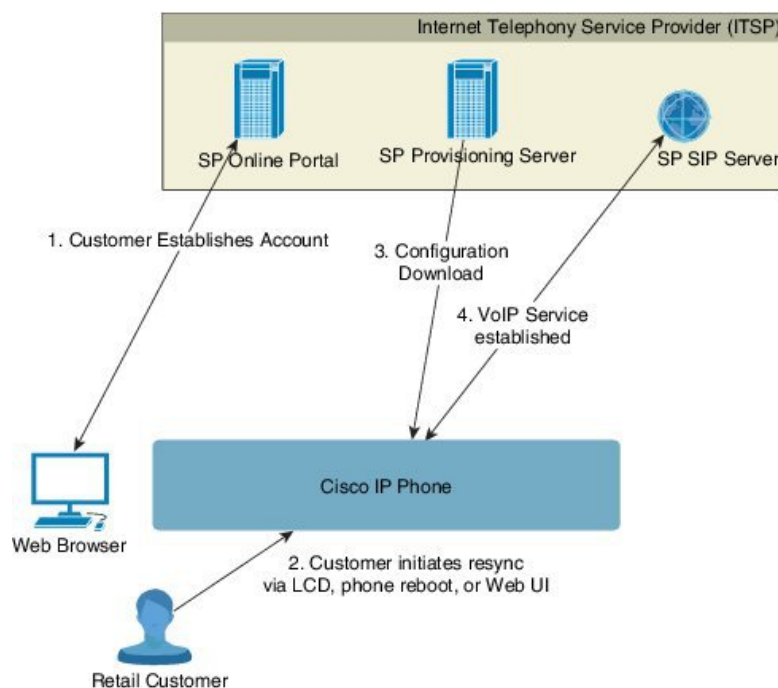 Internet Telephony Service Provider (ITSP)
SP Online Portal
SP Provisioning Server
SP SIP Server
1. Customer Establishes Account
3. Configuration
Download
4. VoIP Service
established
Cisco IP Phone
Web Browser
2. Customer initiates resync
via LCD, phone reboot, or Web UI
Retail Customer